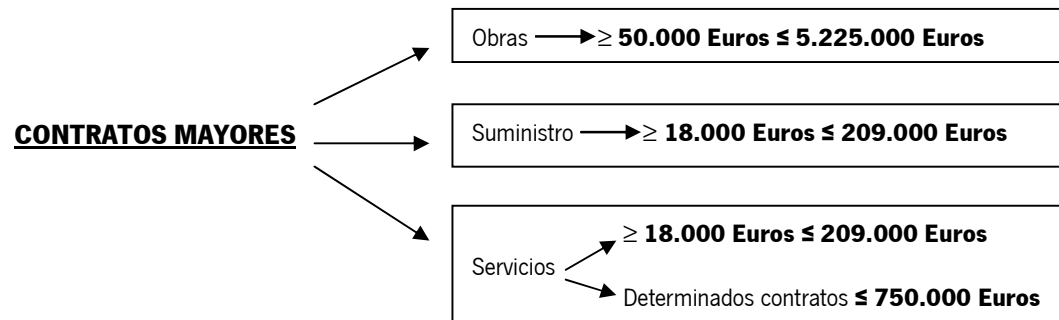 Obras ≥ 50.000 Euros ≤ 5.225.000 Euros
CONTRATOS MAYORES
Suministro ≥ 18.000 Euros ≤ 209.000 Euros
≥ 18.000 Euros ≤ 209.000 Euros
Servicios
Determinados contratos ≤ 750.000 Euros